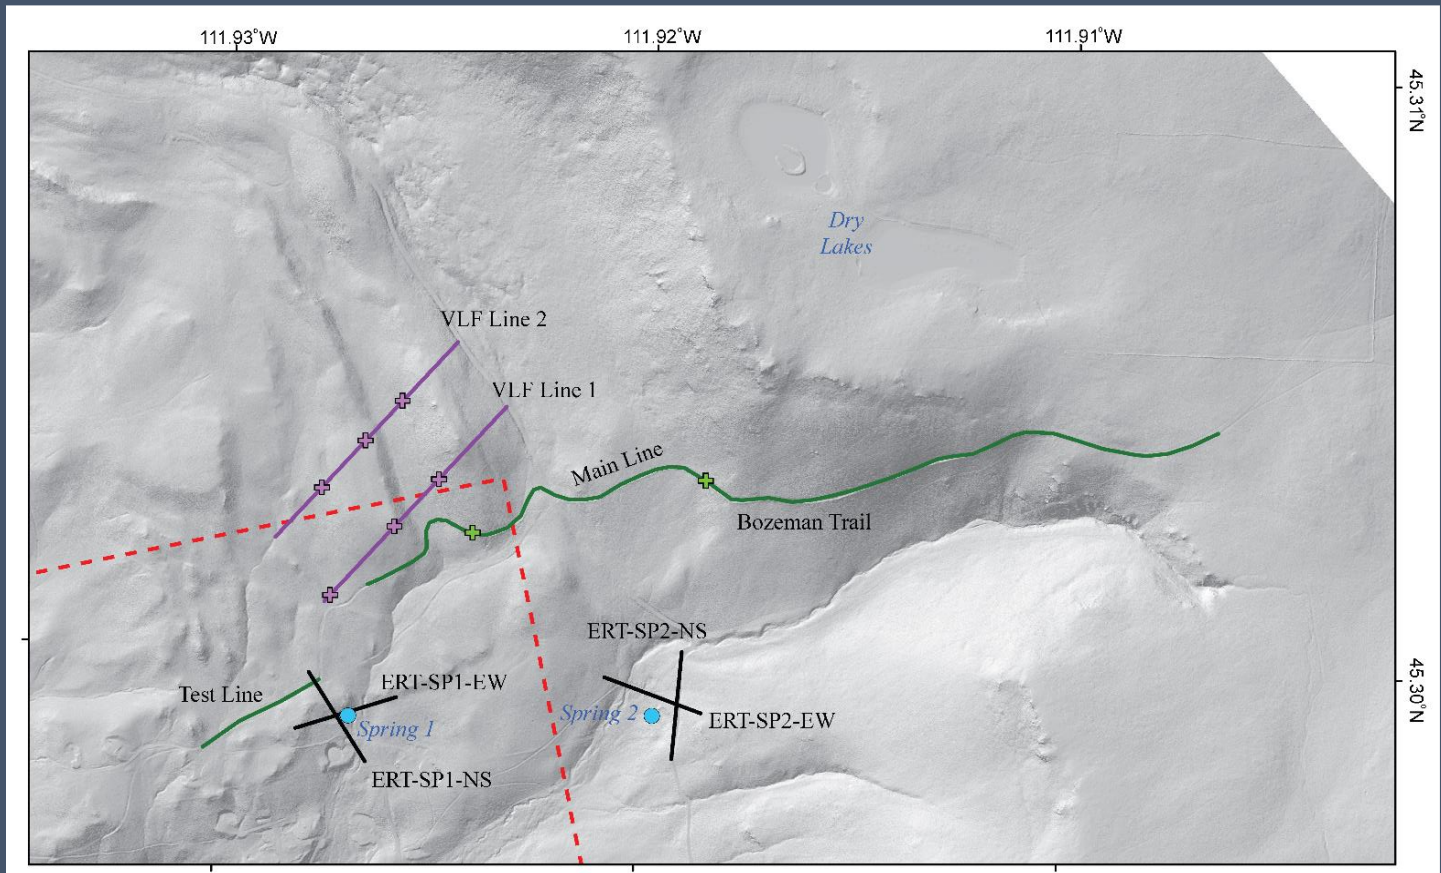 111.93°W
111.92°W
111.91°W
45.31°N
Dry
Lakes
VLF Line 2
VLF Line 1
Main Line
Bozeman Trail
ERT-SP2-NS
45.30°N
ERT-SP1-EW
Test Line
Spring 2
ERT-SP2-EW
Spring 1
ERT-SP1-NS